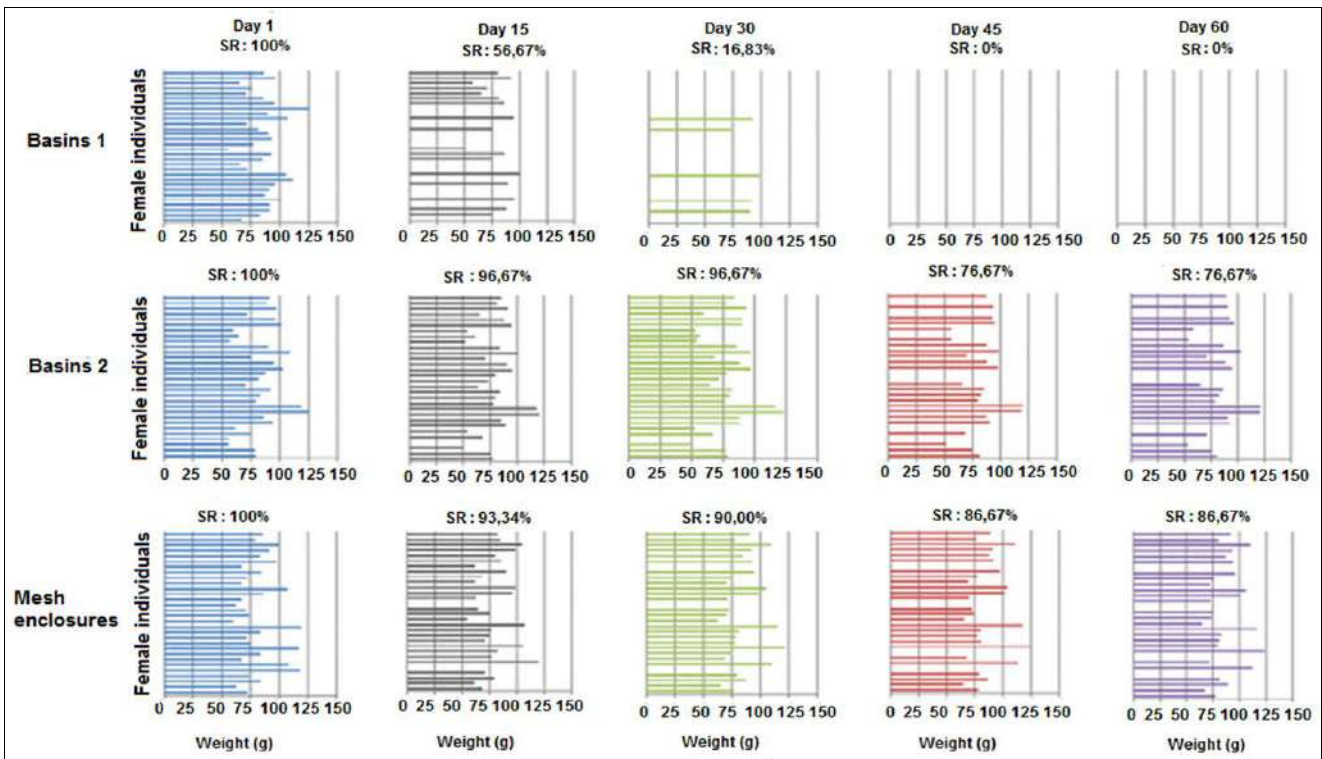 Day 1
SR: 100%
Day 15
SR: 56,67%
Day 30
SR: 16,83%
Day 45
SR: 0%
Day 60
SR: 0%
Basins 1
Female individuals
0 25 50 75 100 125 150
0 25 50 75 100 125 150
0 25 50 75 100 125 150
0 25 50 75 100 125 150
0 25 50 75 100 125 150
SR: 100%
SR: 96,67%
SR: 96,67%
SR: 76,67%
SR: 76,67%
Basins 2
Female individuals
0 25 50 75 100 125 150
0 25 50 75 100 125 150
0 25 50 75 100 125 150
0 25 50 75 100 125 150
0 25 50 75 100 125 150
SR: 100%
SR: 93,34%
SR: 90,00%
SR: 86,67%
SR: 86,67%
Mesh
enclosures
Female individuals
0 25 50 75 100 125 150
0 25 50 75 100 125 150
0 25 50 75 100 125 150
0 25 50 75 100 125 150
0 25 50 75 100 125 150
Weight (g)
Weight (g)
Weight (g)
Weight (g)
Weight (g)